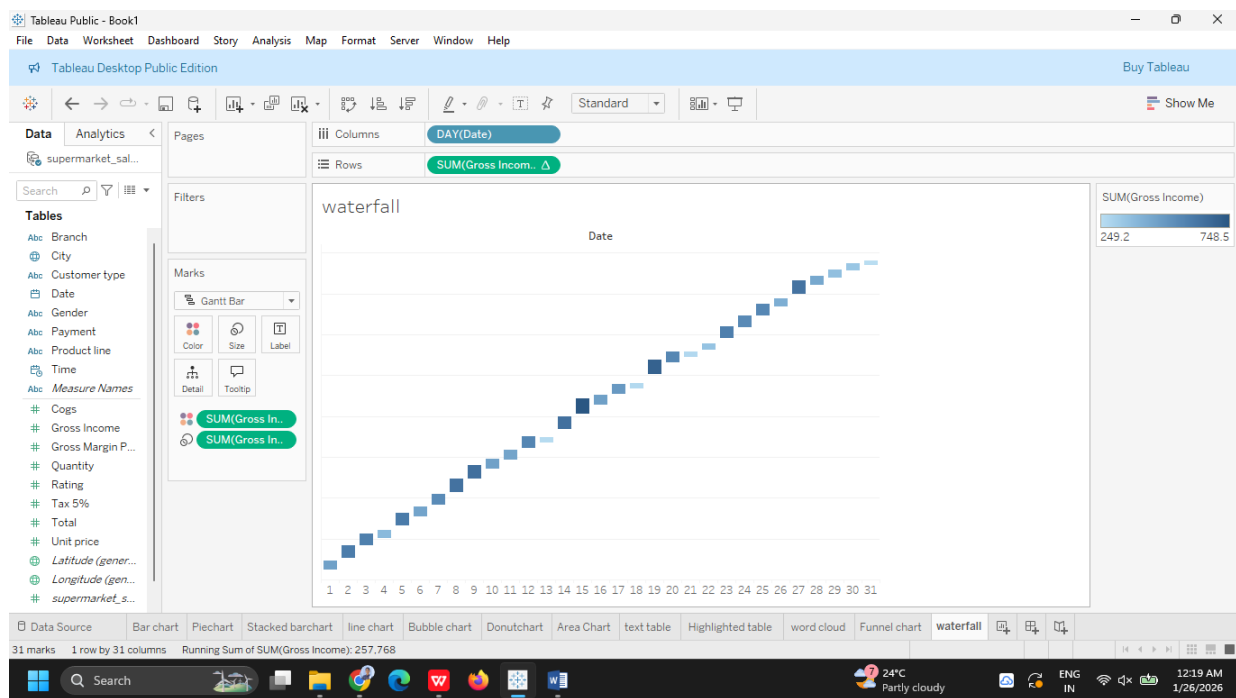 Tableau Public - Book1
File Data Worksheet Dashboard Story Analysis Map Format Server Window Help
Tableau Desktop Public Edition
Buy Tableau
Standard
Show Me
Data Analytics
supermarket_sal...
Search
Tables
Abc Branch
City
Abc Customer type
Date
Abc Gender
Abc Payment
Abc Product line
Time
Abc Measure Names
# Cogs
# Gross Income
# Gross Margin P...
# Quantity
# Rating
# Tax 5%
# Total
# Unit price
Latitude (gener...
Longitude (gen...
# supermarket_s...
Pages
Filters
Marks
Gantt Bar
Color Size Label
Detail Tooltip
SUM(Gross In..
SUM(Gross In..
Columns DAY(Date)
Rows SUM(Gross Incom.. Δ
waterfall
Date
1 2 3 4 5 6 7 8 9 10 11 12 13 14 15 16 17 18 19 20 21 22 23 24 25 26 27 28 29 30 31
SUM(Gross Income)
249.2 748.5
Data Source Bar chart Piechart Stacked barchart line chart Bubble chart Donutchart Area Chart text table Highlighted table word cloud Funnel chart waterfall
31 marks 1 row by 31 columns Running Sum of SUM(Gross Income): 257,768
Search
7
24°C
Partly cloudy
ENG
IN
12:19 AM
1/26/2026